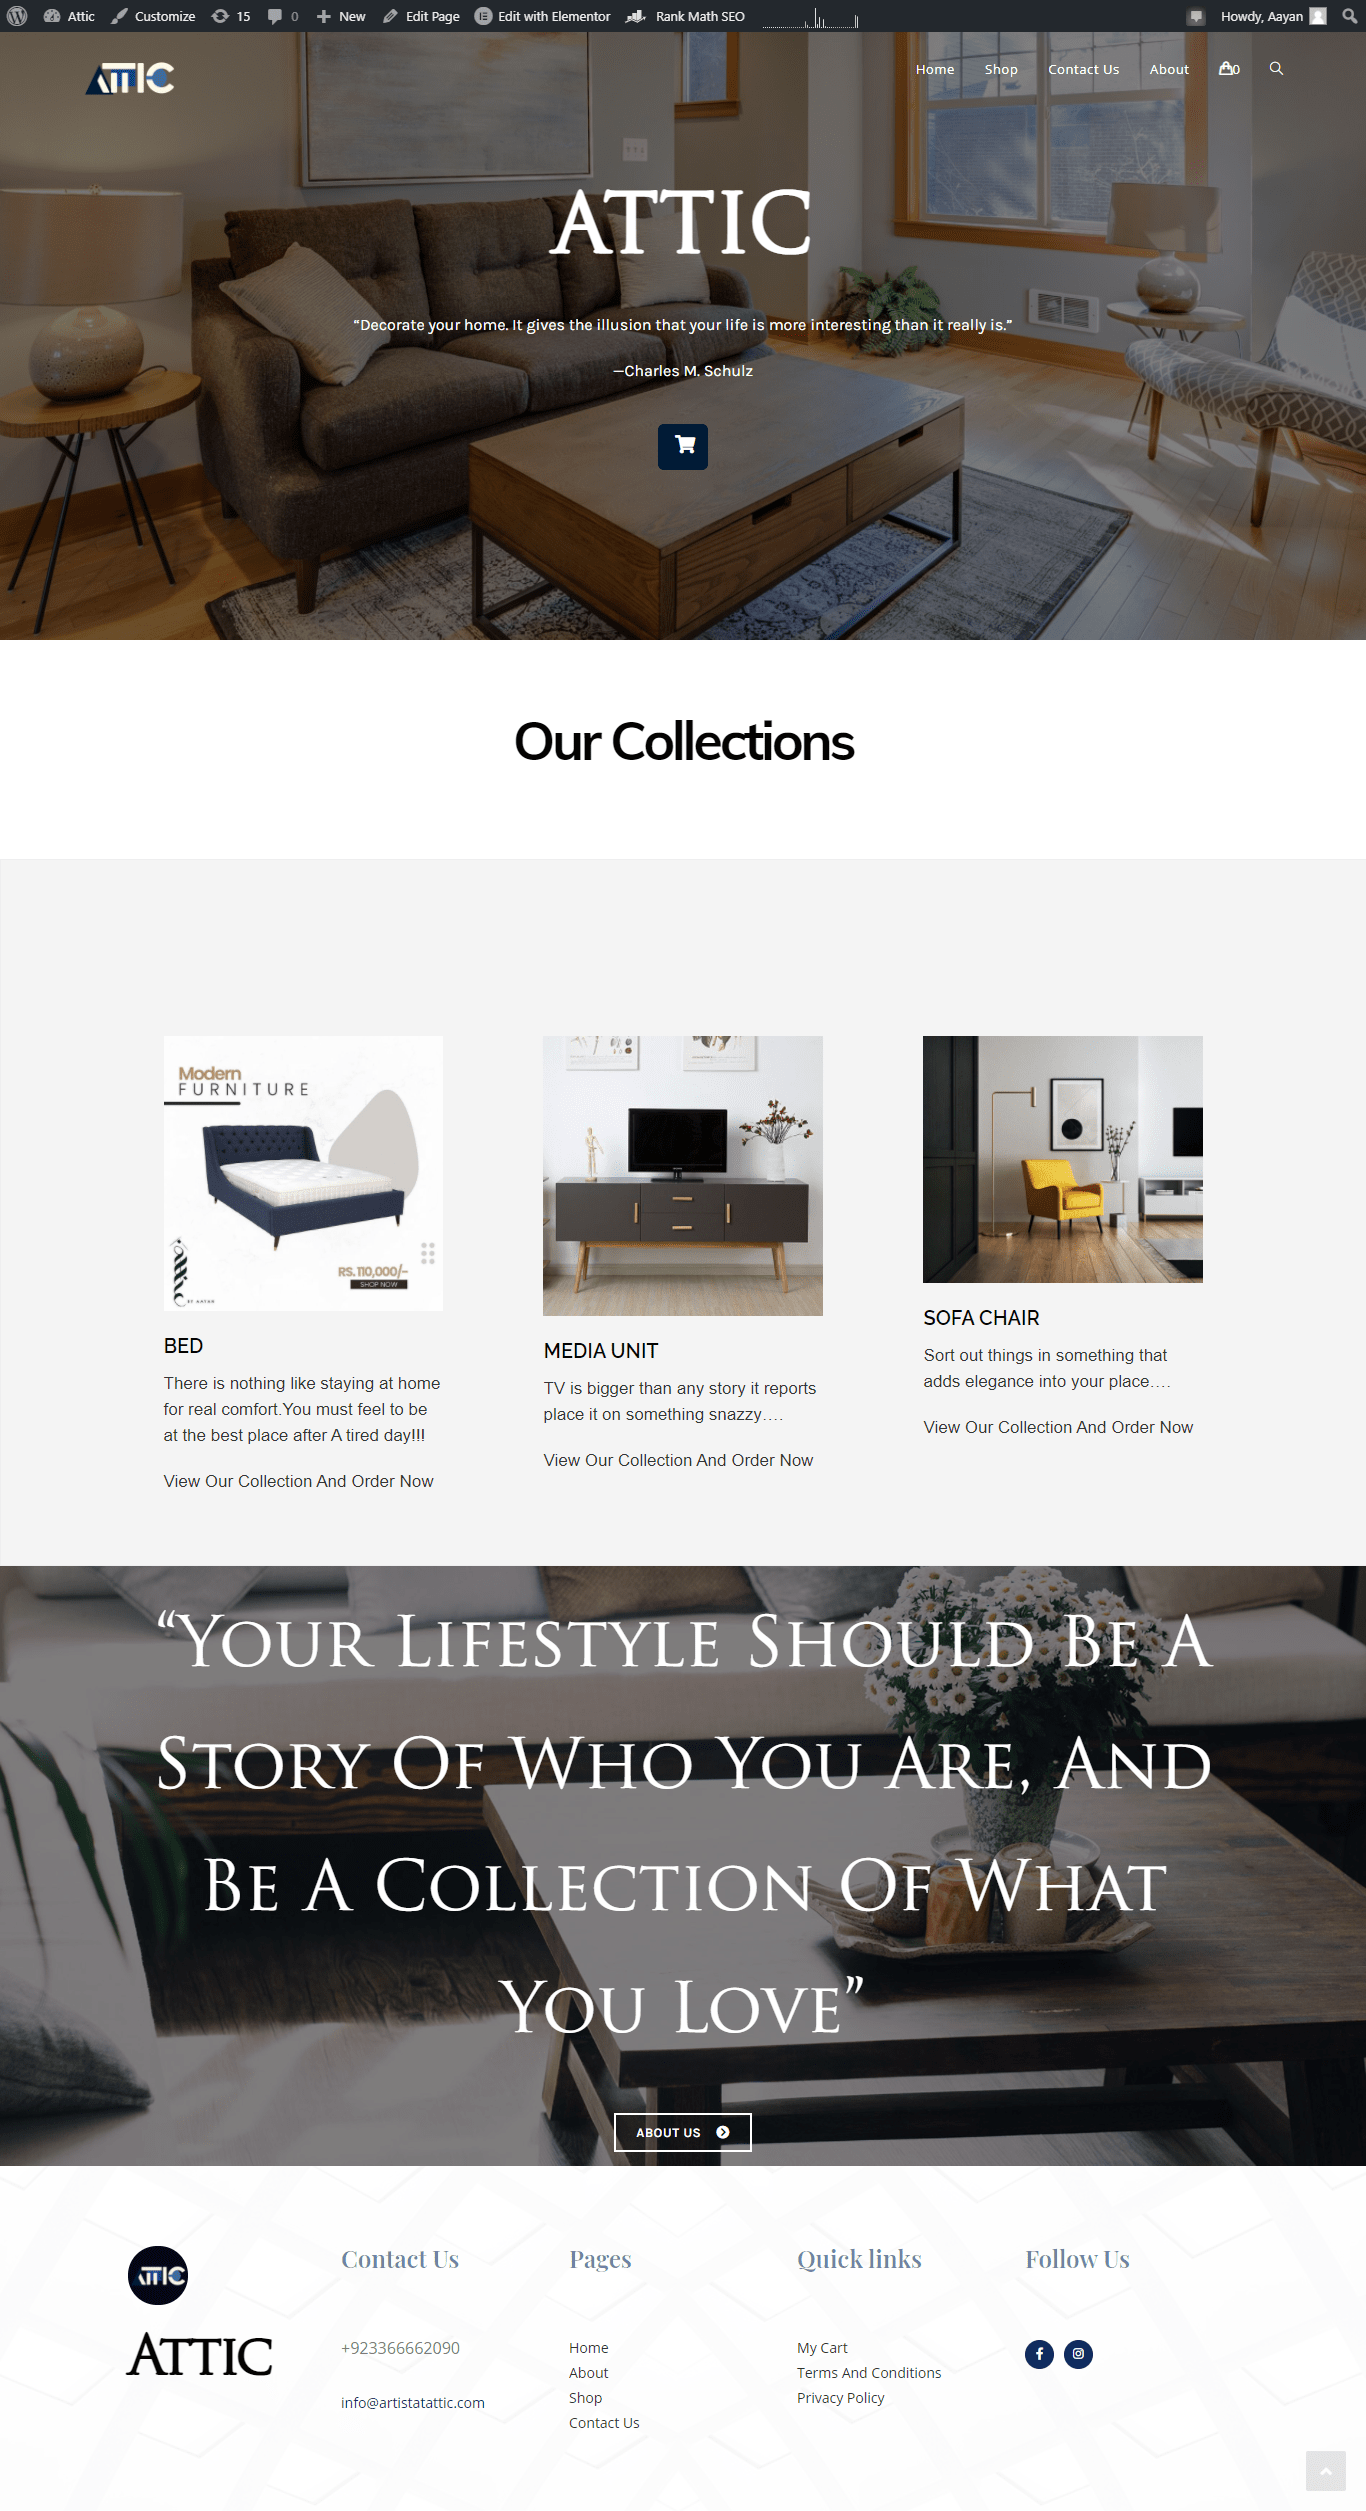 Attic
Customize
15
0
New
Edit Page
Edit with Elementor
Rank Math SEO
Howdy, Aayan
ATTIC
Home
Shop
Contact Us
About
0
ATTIC
“Decorate your home. It gives the illusion that your life is more interesting than it really is.”
—Charles M. Schulz
Our Collections
Modern
FURNITURE
attic
BY AAYAN
RS. 110,000/-
SHOP NOW
BED
There is nothing like staying at home
for real comfort.You must feel to be
at the best place after A tired day!!!
View Our Collection And Order Now
MEDIA UNIT
TV is bigger than any story it reports
place it on something snazzy….
View Our Collection And Order Now
SOFA CHAIR
Sort out things in something that
adds elegance into your place….
View Our Collection And Order Now
“Your Lifestyle Should Be A
Story Of Who You Are, And
Be A Collection Of What
You Love”
ABOUT US
ATTIC
ATTIC
Contact Us
+923366662090
info@artistatattic.com
Pages
Home
About
Shop
Contact Us
Quick links
My Cart
Terms And Conditions
Privacy Policy
Follow Us